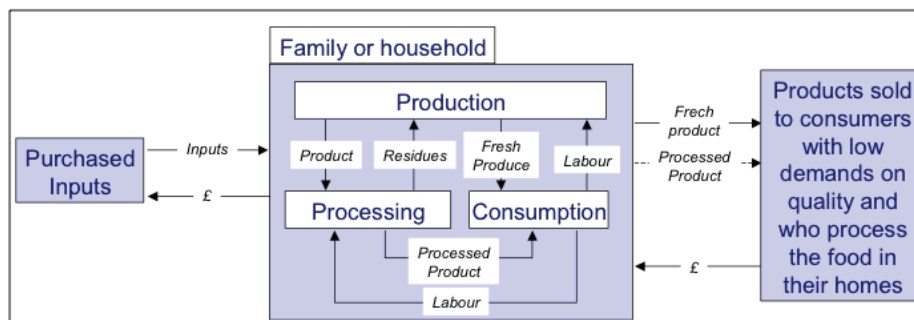 Family or household
Production
Product
Residues
Fresh
Produce
Labour
Processing
Consumption
Processed
Product
Labour
Purchased
Inputs
Inputs
£
Frech
product
Processed
Product
£
Products sold
to consumers
with low
demands on
quality and
who process
the food in
their homes